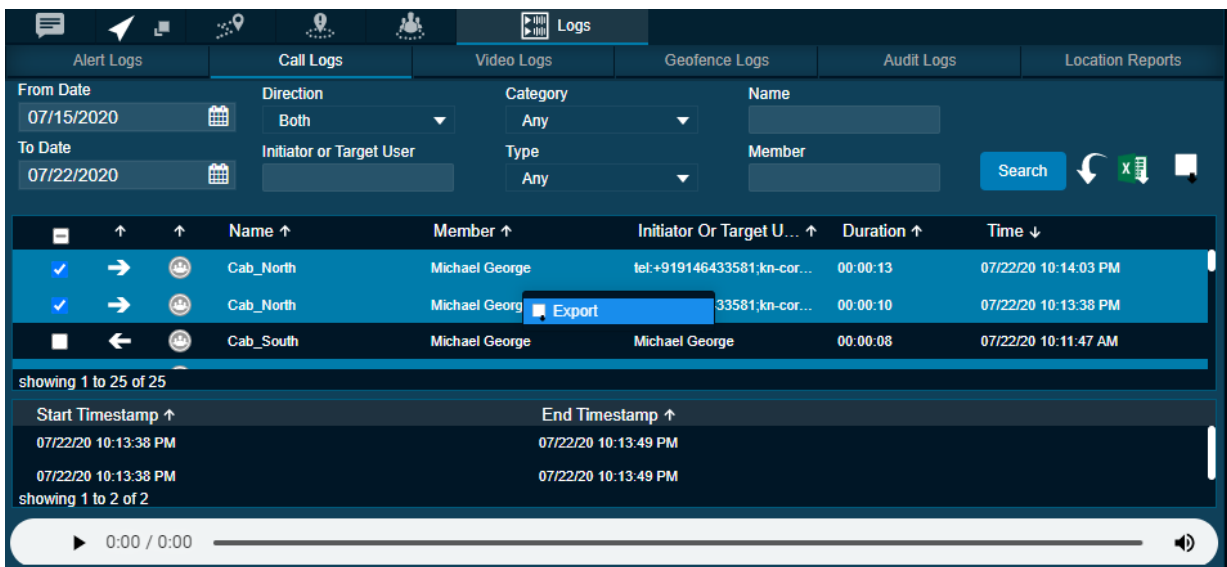 Logs
Alert Logs Call Logs Video Logs Geofence Logs Audit Logs Location Reports
From Date Direction Category Name
07/15/2020 Both Any
To Date Initiator or Target User Type Member
07/22/2020 Any Search
Name ↑ Member ↑ Initiator Or Target U... ↑ Duration ↑ Time ↓
Cab_North Michael George tel:+919146433581;kn-cor... 00:00:13 07/22/20 10:14:03 PM
Cab_North Michael Georg 33581;kn-cor... 00:00:10 07/22/20 10:13:38 PM
Export
Cab_South Michael George Michael George 00:00:08 07/22/20 10:11:47 AM
showing 1 to 25 of 25
Start Timestamp ↑ End Timestamp ↑
07/22/20 10:13:38 PM 07/22/20 10:13:49 PM
07/22/20 10:13:38 PM 07/22/20 10:13:49 PM
showing 1 to 2 of 2
0:00 / 0:00